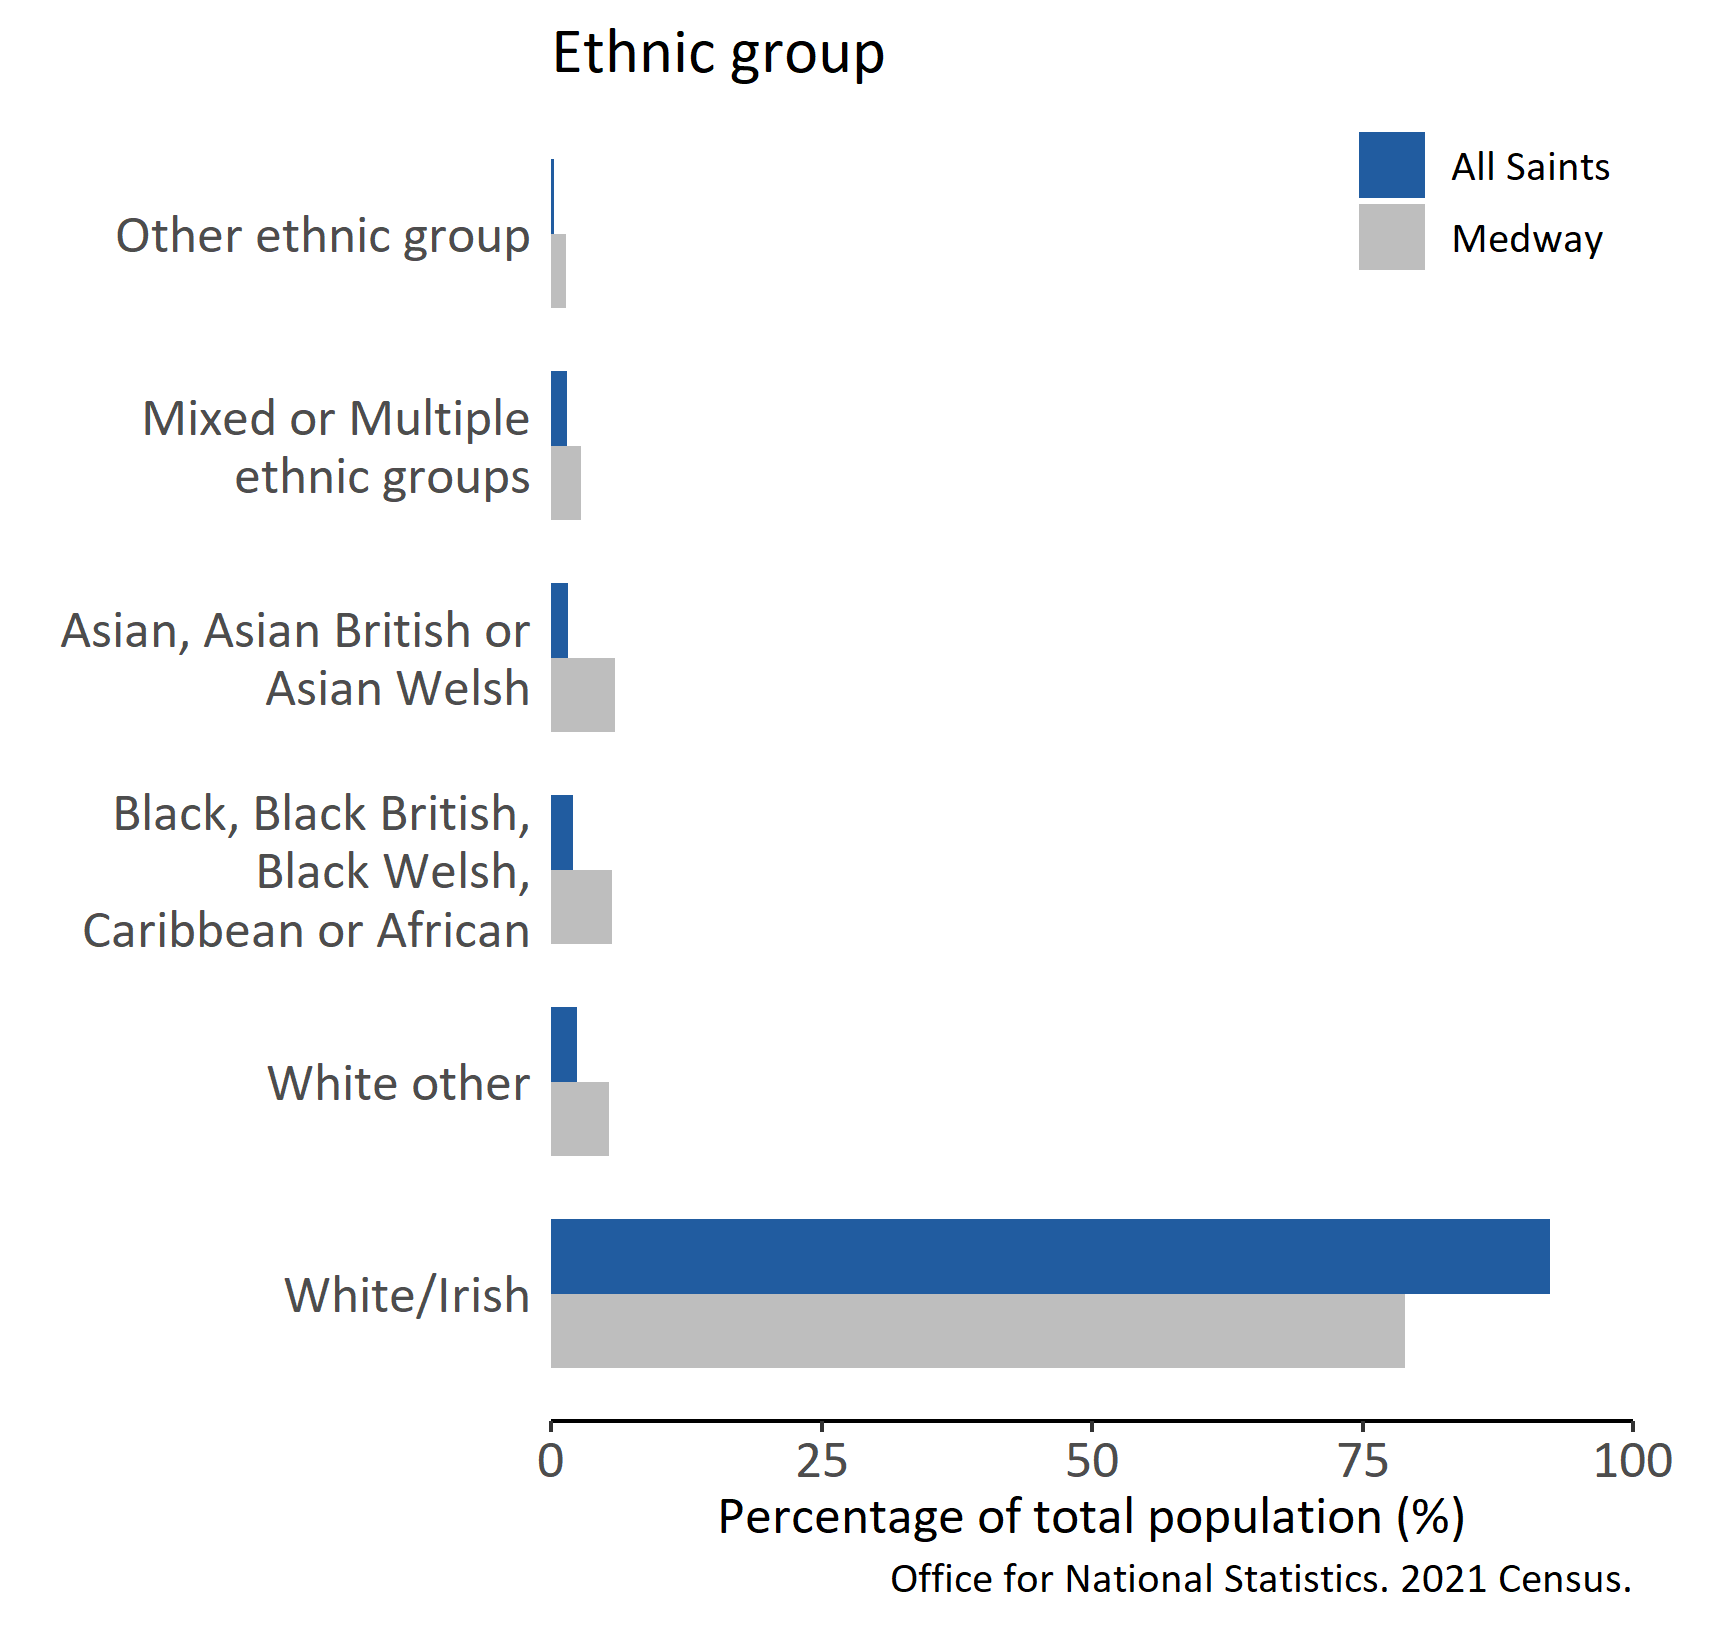 Ethnic group
All Saints
Medway
Other ethnic group
Mixed or Multiple
ethnic groups
Asian, Asian British or
Asian Welsh
Black, Black British,
Black Welsh,
Caribbean or African
White other
White/Irish
0 25 50 75 100
Percentage of total population (%)
Office for National Statistics. 2021 Census.